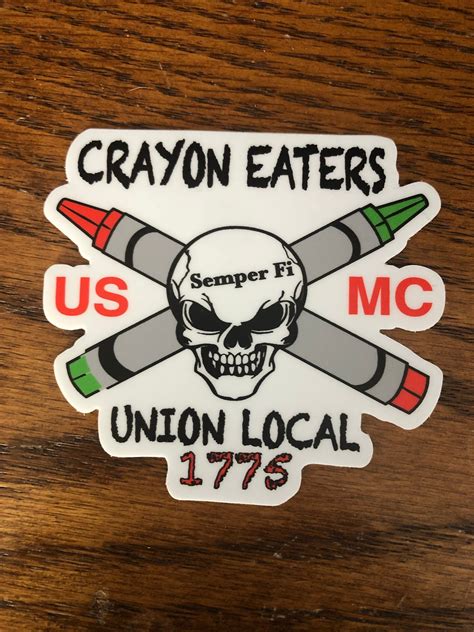 CRAYON EATERS
Semper Fi
US MC
UNION LOCAL
1775